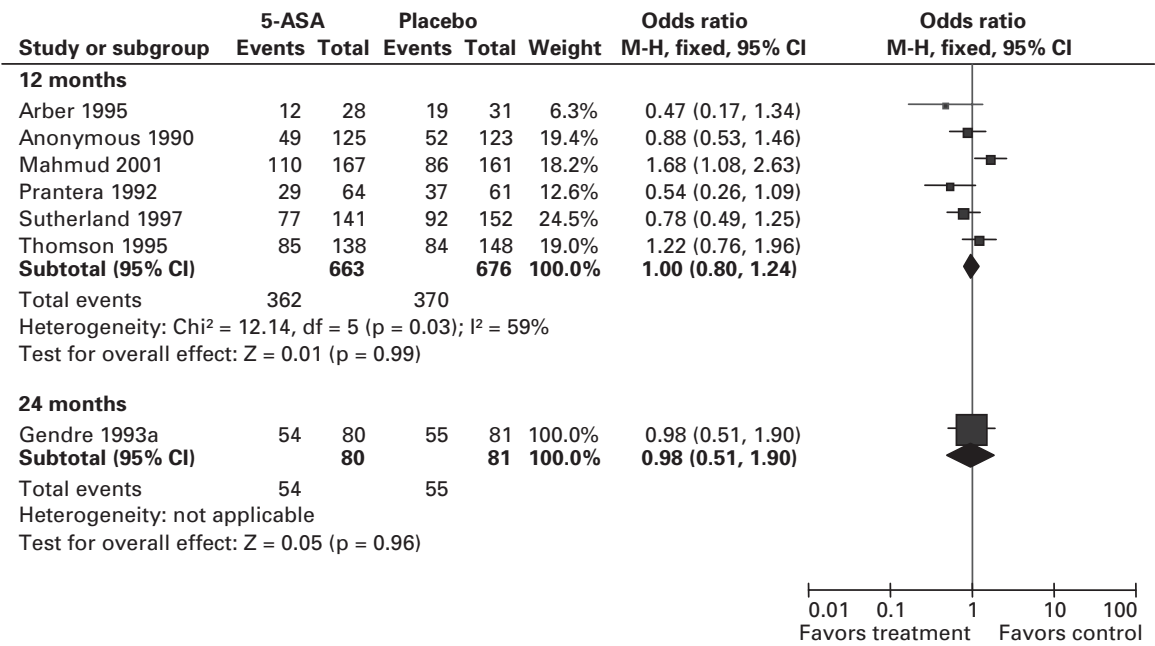 5-ASA Placebo Odds ratio Odds ratio
Study or subgroup Events Total Events Total Weight M-H, fixed, 95% CI M-H, fixed, 95% CI
12 months
Arber 1995 12 28 19 31 6.3% 0.47 (0.17, 1.34)
Anonymous 1990 49 125 52 123 19.4% 0.88 (0.53, 1.46)
Mahmud 2001 110 167 86 161 18.2% 1.68 (1.08, 2.63)
Prantera 1992 29 64 37 61 12.6% 0.54 (0.26, 1.09)
Sutherland 1997 77 141 92 152 24.5% 0.78 (0.49, 1.25)
Thomson 1995 85 138 84 148 19.0% 1.22 (0.76, 1.96)
Subtotal (95% CI) 663 676 100.0% 1.00 (0.80, 1.24)
Total events 362 370
Heterogeneity: Chi² = 12.14, df = 5 (p = 0.03); I² = 59%
Test for overall effect: Z = 0.01 (p = 0.99)
24 months
Gendre 1993a 54 80 55 81 100.0% 0.98 (0.51, 1.90)
Subtotal (95% CI) 80 81 100.0% 0.98 (0.51, 1.90)
Total events 54 55
Heterogeneity: not applicable
Test for overall effect: Z = 0.05 (p = 0.96)
0.01 0.1 1 10 100
Favors treatment Favors control